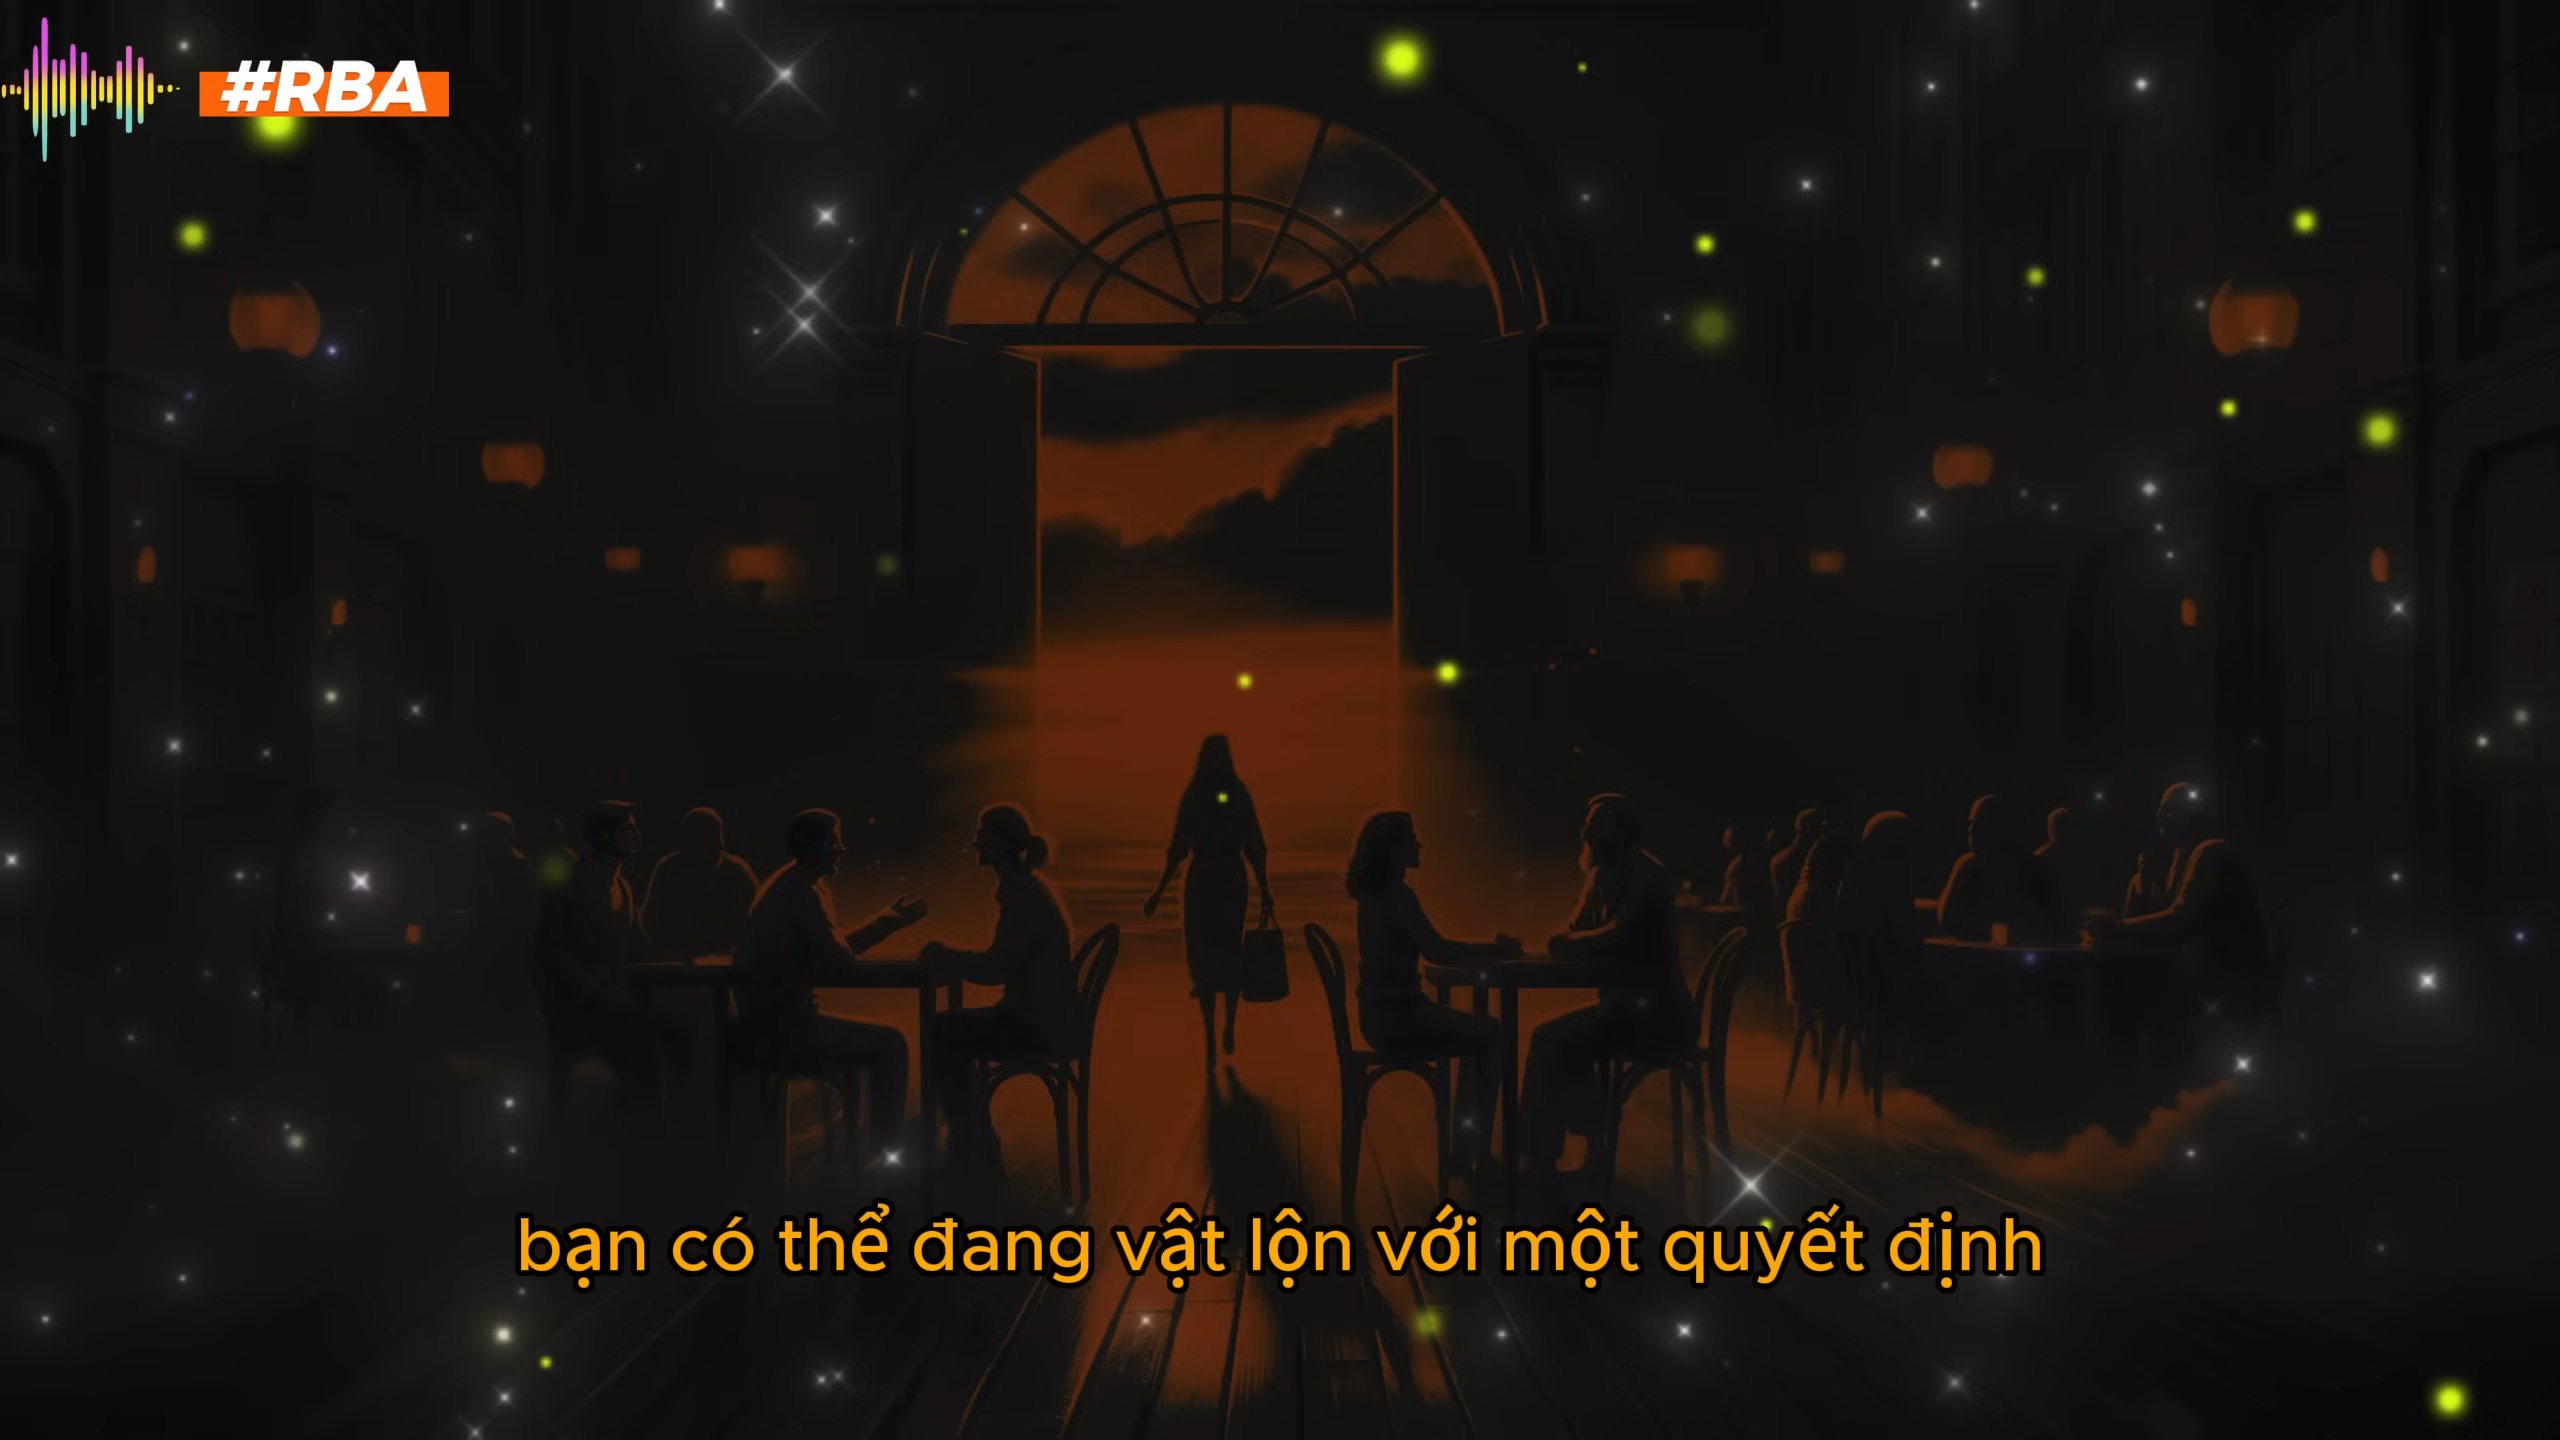 #RBA
bạn có thể đang vật lộn với một quyết định